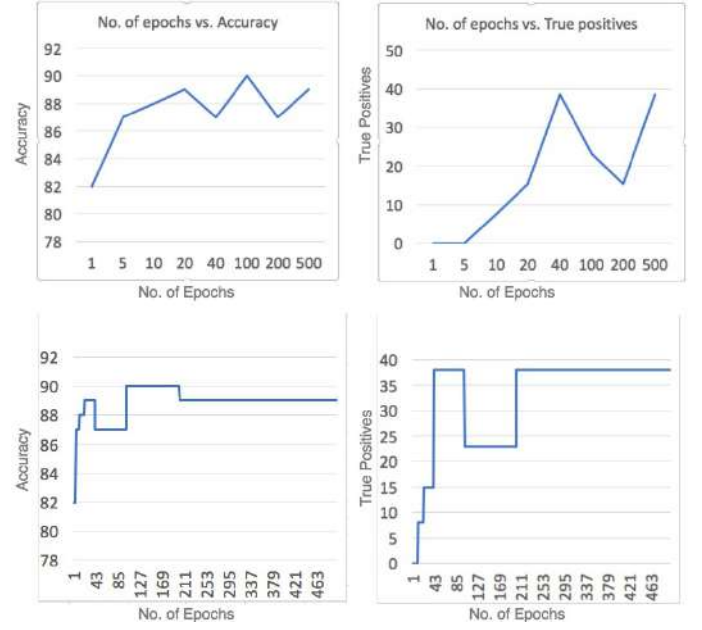 No. of epochs vs. Accuracy
92
90
88
86
84
82
80
78
Accuracy
1 5 10 20 40 100 200 500
No. of Epochs
No. of epochs vs. True positives
50
40
30
20
10
0
True Positives
1 5 10 20 40 100 200 500
No. of Epochs
92
90
88
86
84
82
80
78
Accuracy
1 43 85 127 169 211 253 295 337 379 421 463
No. of Epochs
40
35
30
25
20
15
10
5
0
True Positives
1 43 85 127 169 211 253 295 337 379 421 463
No. of Epochs